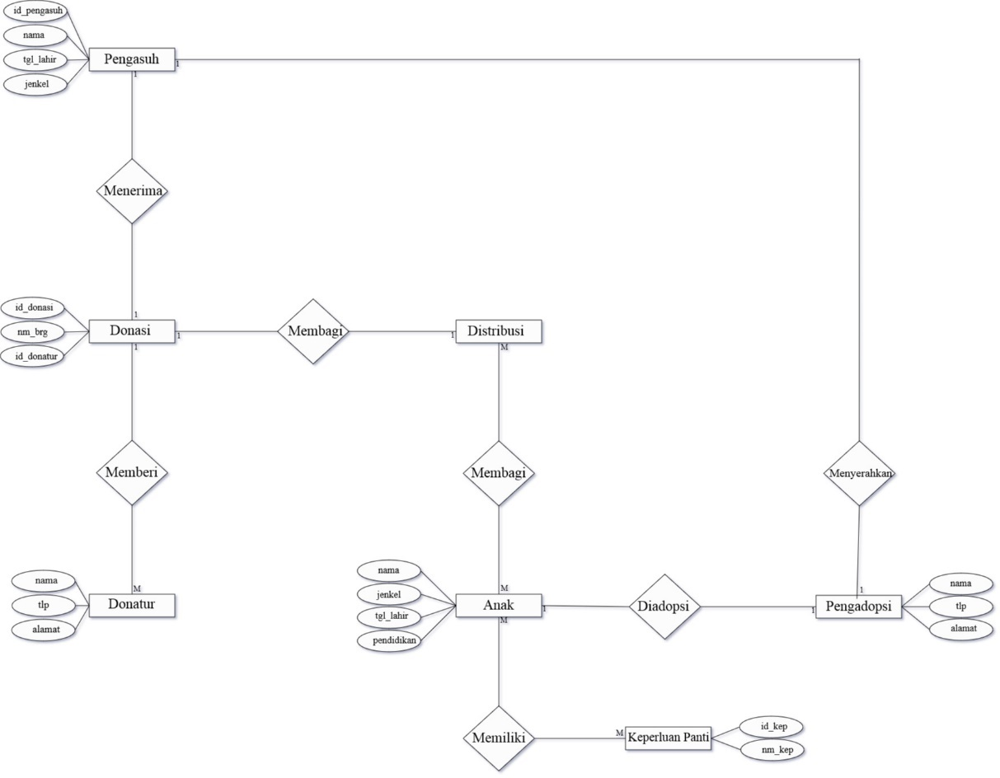 id_pengasuh
nama
tgl_lahir
jenkel
Pengasuh
1
1
Menerima
1
id_donasi
nm_brg
id_donatur
Donasi
1
1
Membagi
1
Distribusi
M
Memberi
Membagi
Menyerahkan
M
nama
tlp
alamat
Donatur
M
nama
jenkel
tgl_lahir
pendidikan
Anak
1
M
Diadopsi
1
1
Pengadopsi
nama
tlp
alamat
Memiliki
M
Keperluan Panti
id_kep
nm_kep